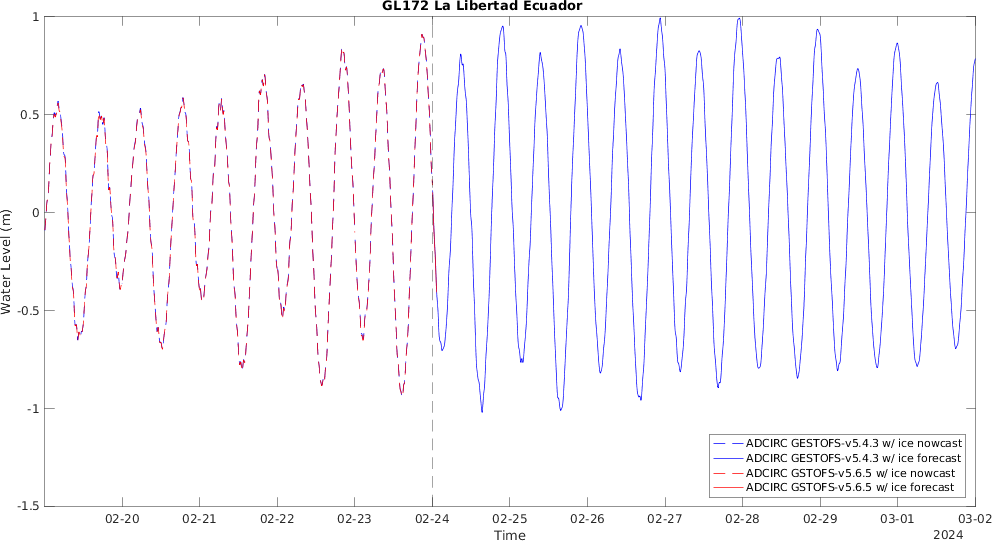 GL172 La Libertad Ecuador
1
0.5
0
-0.5
-1
-1.5
Water Level (m)
ADCIRC GESTOFS-v5.4.3 w/ ice nowcast
ADCIRC GESTOFS-v5.4.3 w/ ice forecast
ADCIRC GSTOFS-v5.6.5 w/ ice nowcast
ADCIRC GSTOFS-v5.6.5 w/ ice forecast
02-20 02-21 02-22 02-23 02-24 02-25 02-26 02-27 02-28 02-29 03-01 03-02
Time
2024